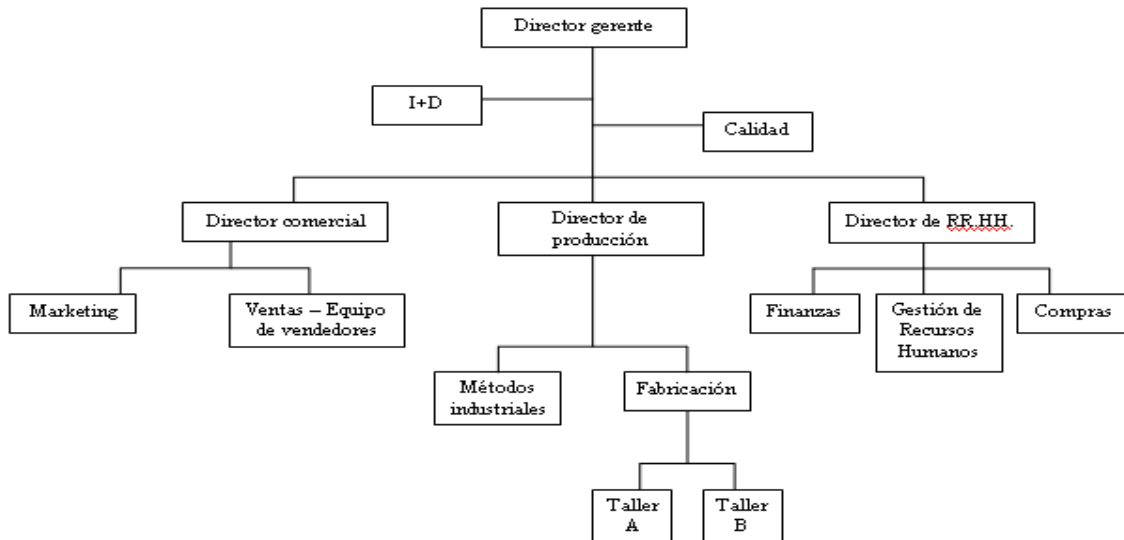 Director gerente
I+D
Calidad
Director comercial
Director de
producción
Director de RR.HH.
Marketing
Ventas – Equipo
de vendedores
Finanzas
Gestión de
Recursos
Humanos
Compras
Métodos
industriales
Fabricación
Taller
A
Taller
B